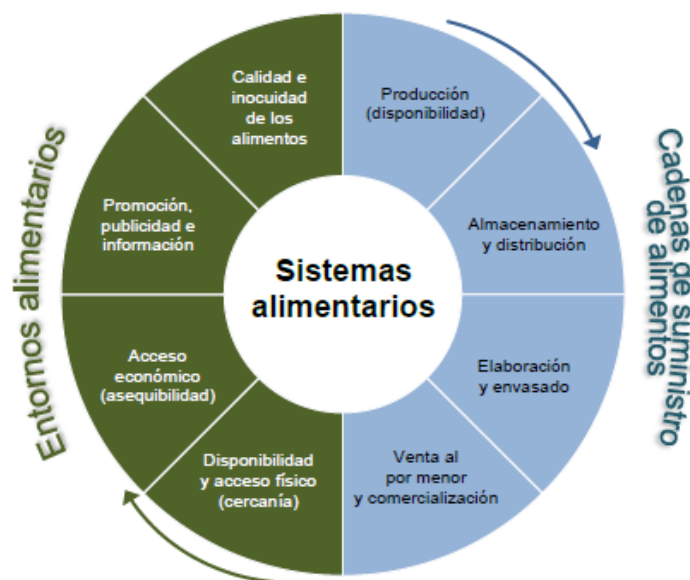 Calidad e
inocuidad
de los
alimentos
Producción
(disponibilidad)
Promoción,
publicidad e
información
Almacenamiento
y distribución
Sistemas
alimentarios
Acceso
económico
(asequibilidad)
Elaboración
y envasado
Disponibilidad
y acceso físico
(cercanía)
Venta al
por menor
y comercialización
Entornos alimentarios
Cadenas de suministro
de alimentos